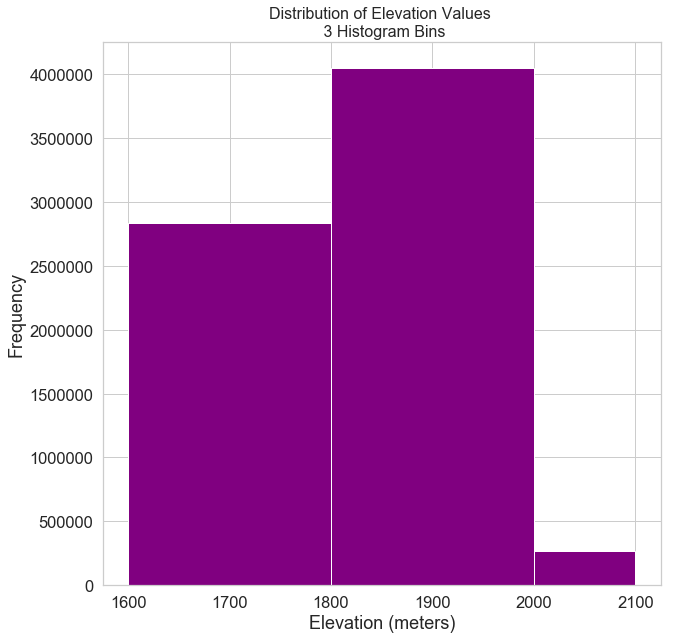 Distribution of Elevation Values
3 Histogram Bins
4000000
3500000
3000000
2500000
2000000
1500000
1000000
500000
0
Frequency
1600 1700 1800 1900 2000 2100
Elevation (meters)